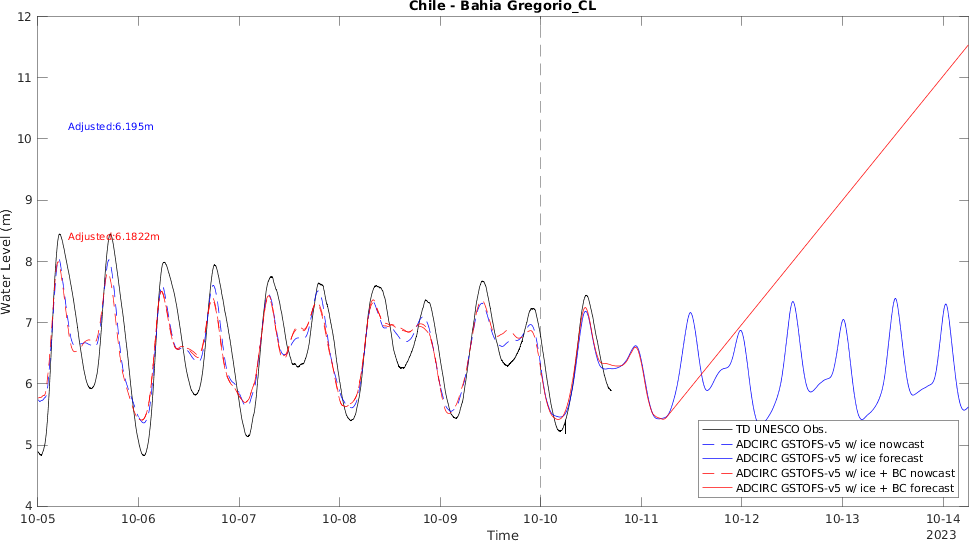 Chile - Bahia Gregorio_CL
12
11
10
9
8
7
6
5
4
Water Level (m)
Adjusted:6.195m
Adjusted:6.1822m
TD UNESCO Obs.
ADCIRC GSTOFS-v5 w/ ice nowcast
ADCIRC GSTOFS-v5 w/ ice forecast
ADCIRC GSTOFS-v5 w/ ice + BC nowcast
ADCIRC GSTOFS-v5 w/ ice + BC forecast
10-05 10-06 10-07 10-08 10-09 10-10 10-11 10-12 10-13 10-14
Time
2023